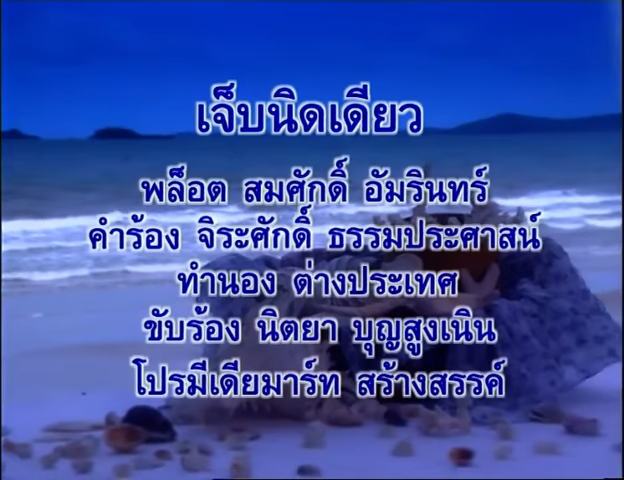 เจ็บนิดเดียว
พล็อต สมศักดิ์ อัมรินทร์
คำร้อง จิระศักดิ์ ธรรมประศาสน์
ทำนอง ต่างประเทศ
ขับร้อง นิตยา บุญสูงเนิน
โปรมีเดียมาร์ท สร้างสรรค์